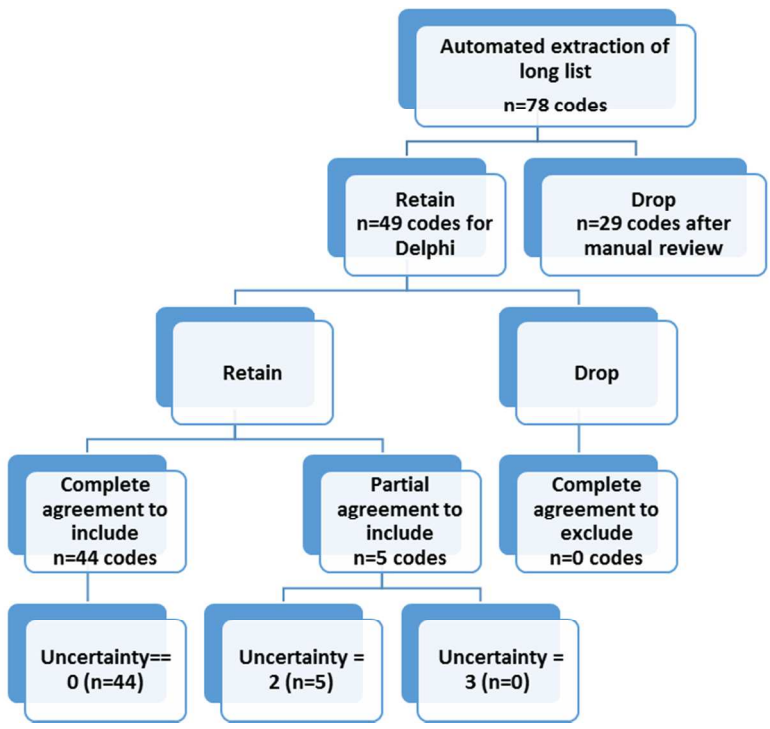 Automated extraction of
long list
n=78 codes
Retain
n=49 codes for
Delphi
Drop
n=29 codes after
manual review
Retain
Drop
Complete
agreement to
include
n=44 codes
Partial
agreement to
include
n=5 codes
Complete
agreement to
exclude
n=0 codes
Uncertainty==
0 (n=44)
Uncertainty =
2 (n=5)
Uncertainty =
3 (n=0)